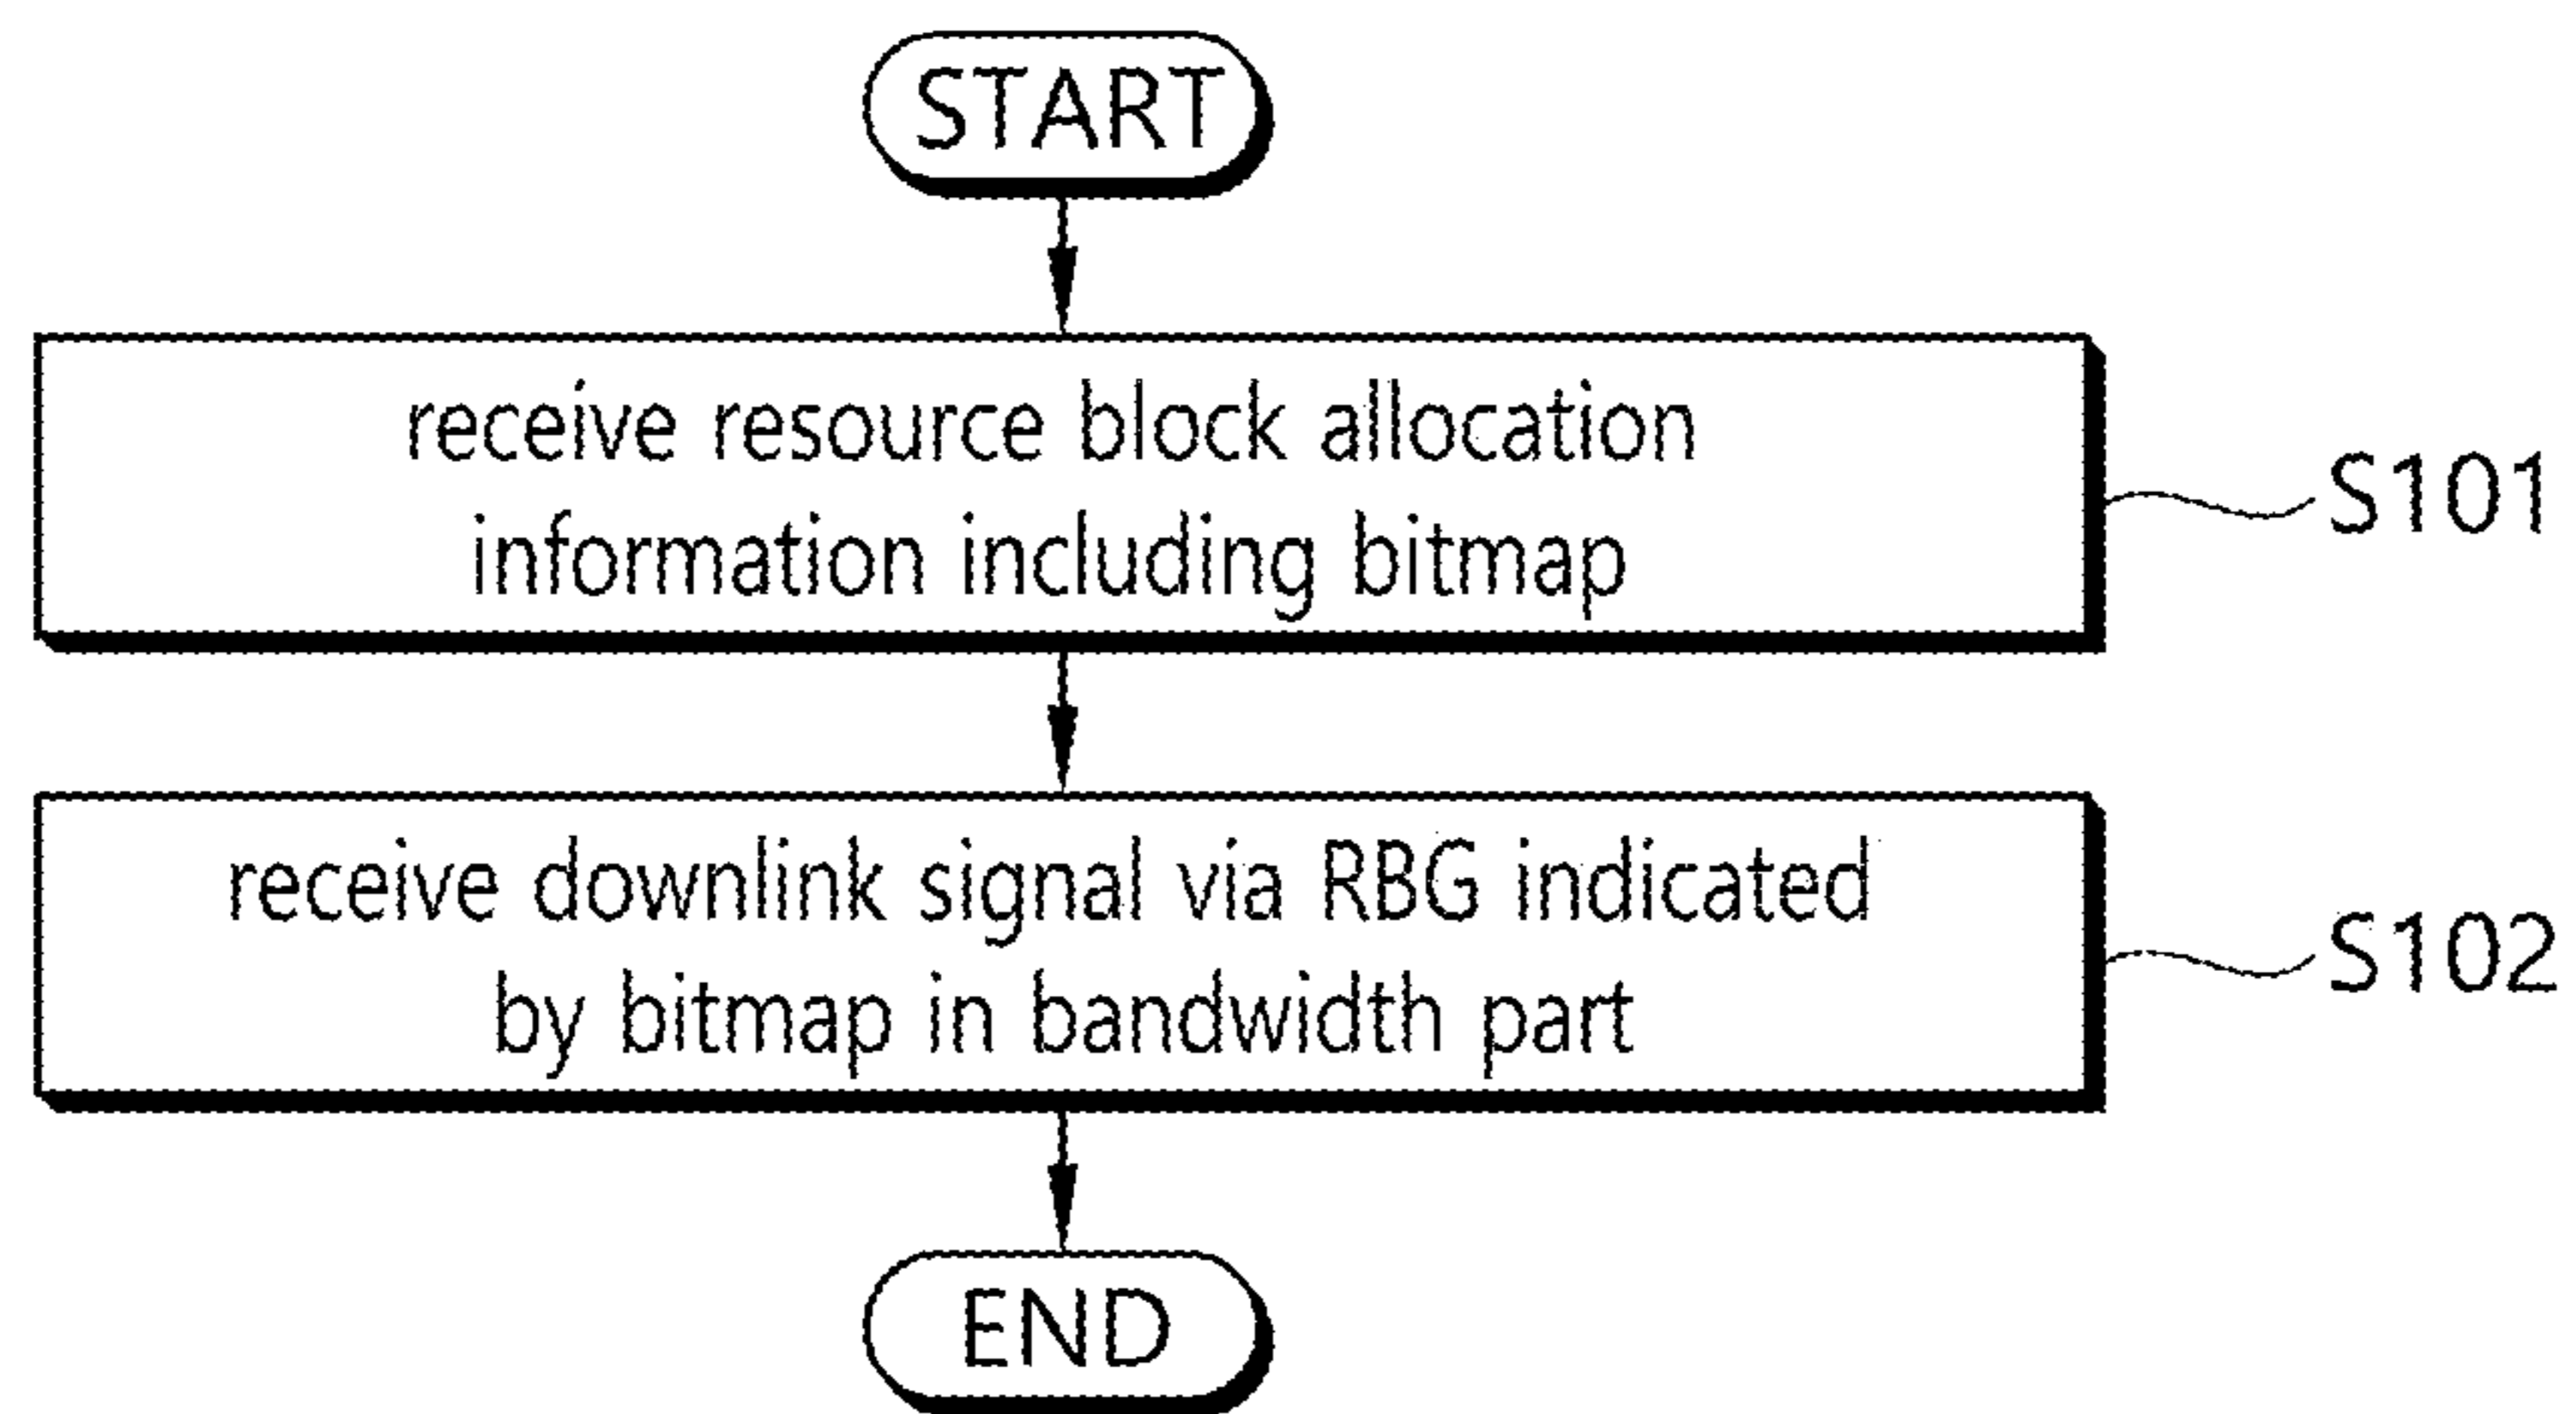 START
receive resource block allocation
information including bitmap
S101
receive downlink signal via RBG indicated
by bitmap in bandwidth part
S102
END